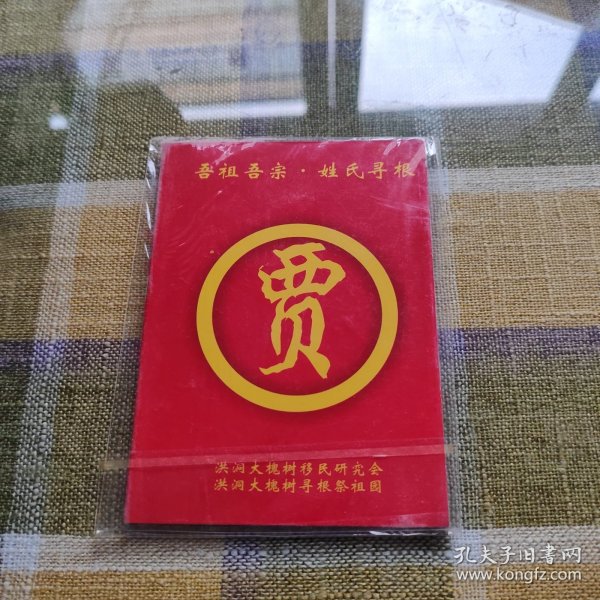 吾祖吾宗·姓氏寻根
贾
洪洞大槐树移民研究会
洪洞大槐树寻根祭祖园
孔夫子旧书网
www.kongfz.com